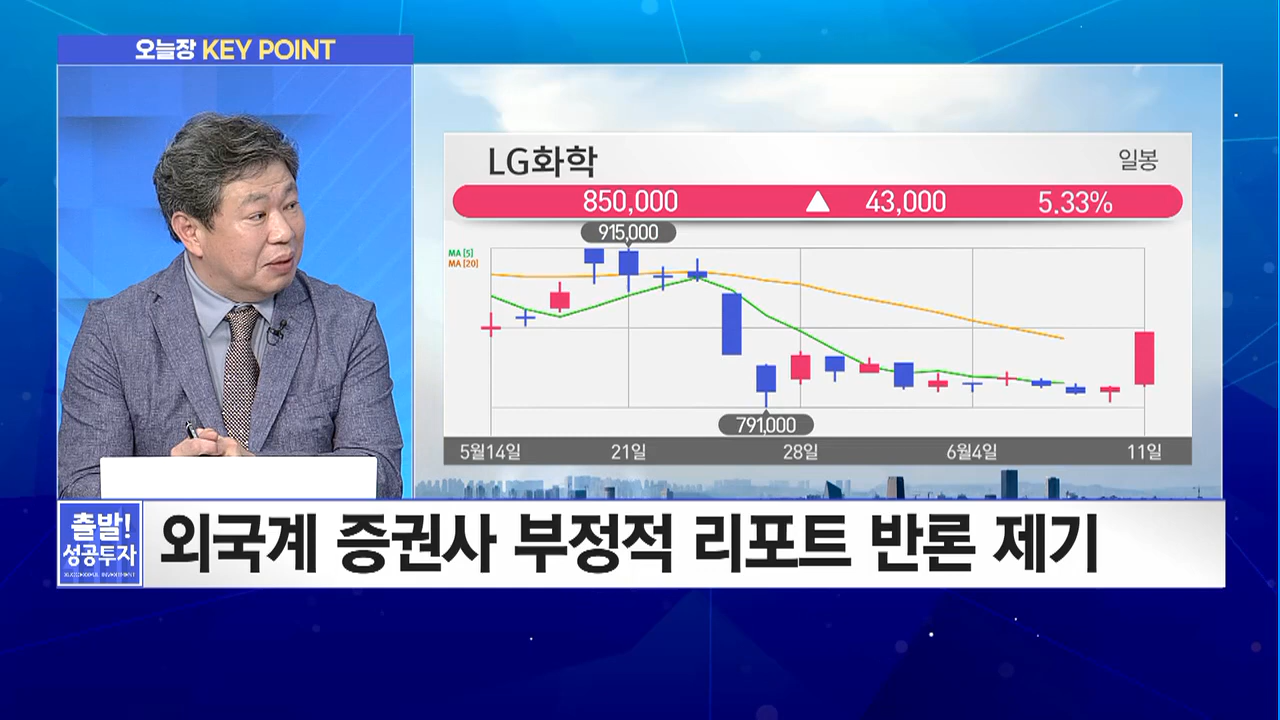 오늘장 KEY POINT
LG화학
일봉
850,000 ▲ 43,000 5.33%
915,000
MA [5]
MA [20]
791,000
5월14일 21일 28일 6월4일 11일
출발!
성공투자
외국계 증권사 부정적 리포트 반론 제기